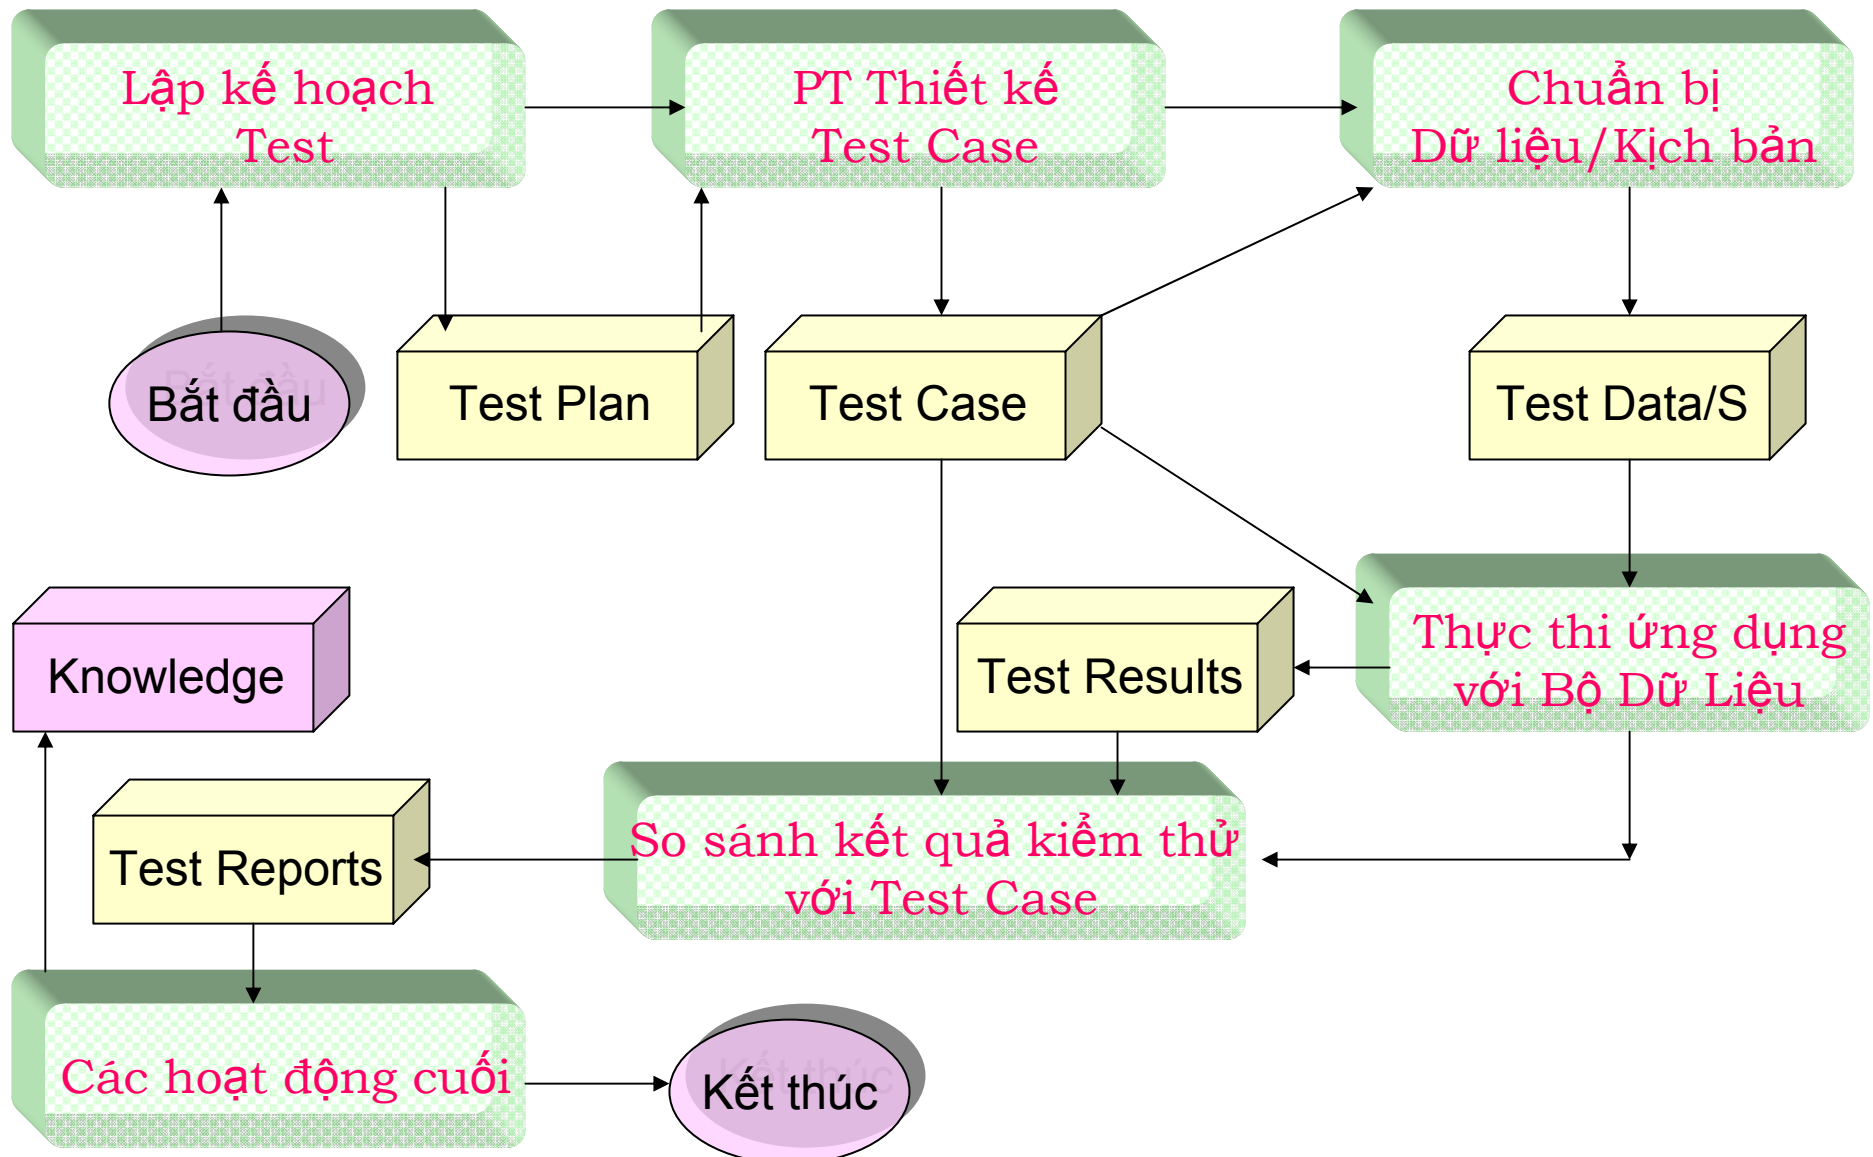 Lập kế hoạch
Test
PT Thiết kế
Test Case
Chuẩn bị
Dữ liệu/Kịch bản
Bắt đầu
Test Plan
Test Case
Test Data/S
Knowledge
Test Results
Thực thi ứng dụng
với Bộ Dữ Liệu
Test Reports
So sánh kết quả kiểm thử
với Test Case
Các hoạt động cuối
Kết thúc